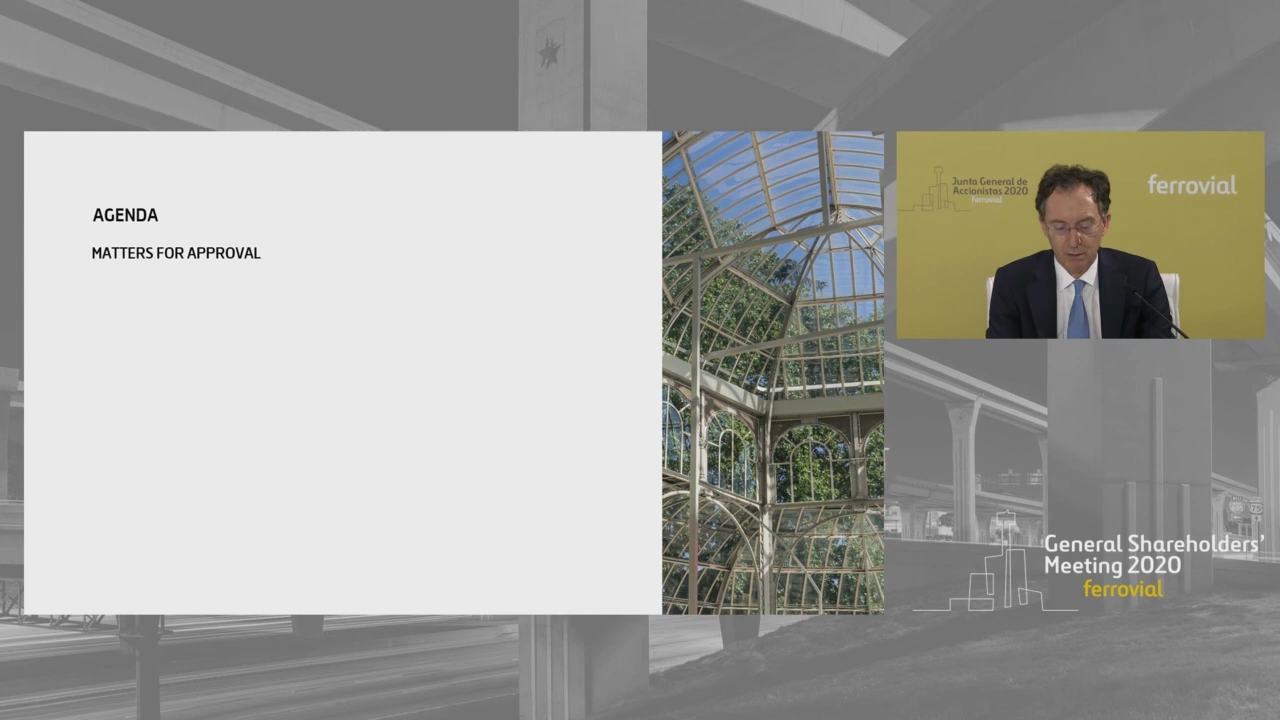 AGENDA
MATTERS FOR APPROVAL
Junta General de
Accionistas 2020
ferrovial
ferrovial
General Shareholders'
Meeting 2020
ferrovial